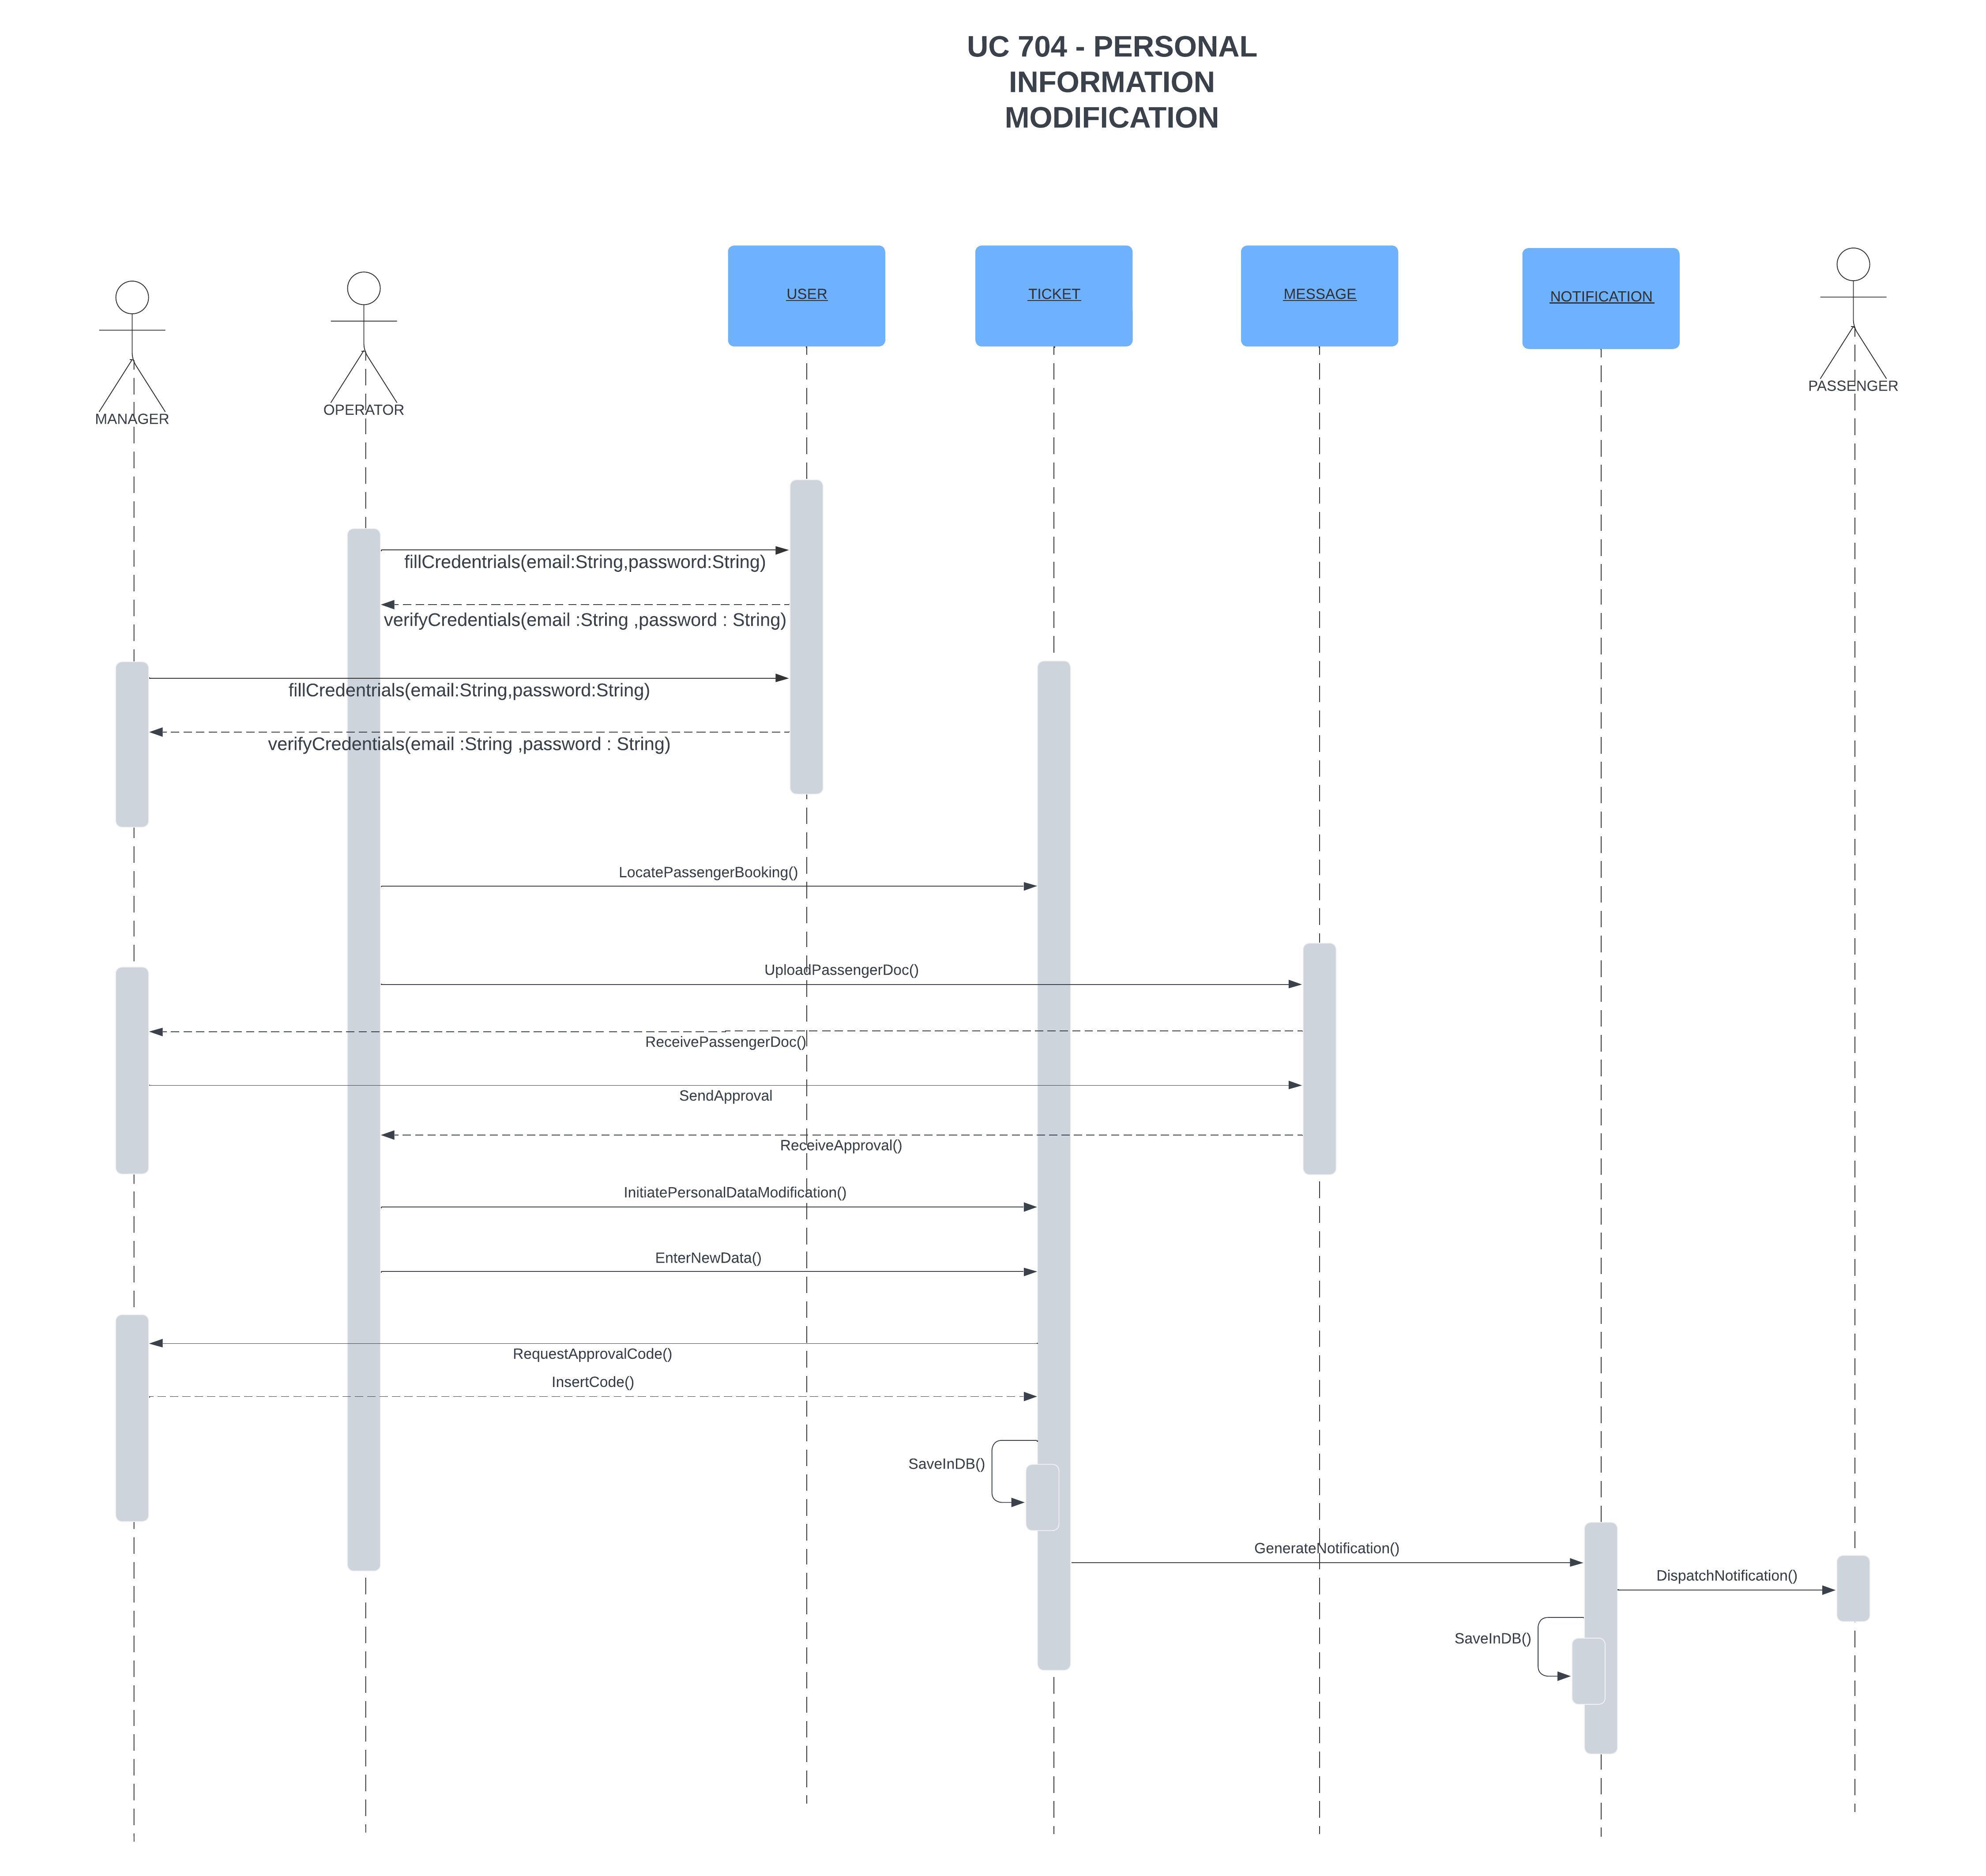 UC 704 - PERSONAL
INFORMATION
MODIFICATION
USER
TICKET
MESSAGE
NOTIFICATION
PASSENGER
OPERATOR
MANAGER
fillCredentrials(email:String,password:String)
verifyCredentials(email :String ,password : String)
fillCredentrials(email:String,password:String)
verifyCredentials(email :String ,password : String)
LocatePassengerBooking()
UploadPassengerDoc()
ReceivePassengerDoc()
SendApproval
ReceiveApproval()
InitiatePersonalDataModification()
EnterNewData()
RequestApprovalCode()
InsertCode()
SaveInDB()
GenerateNotification()
DispatchNotification()
SaveInDB()